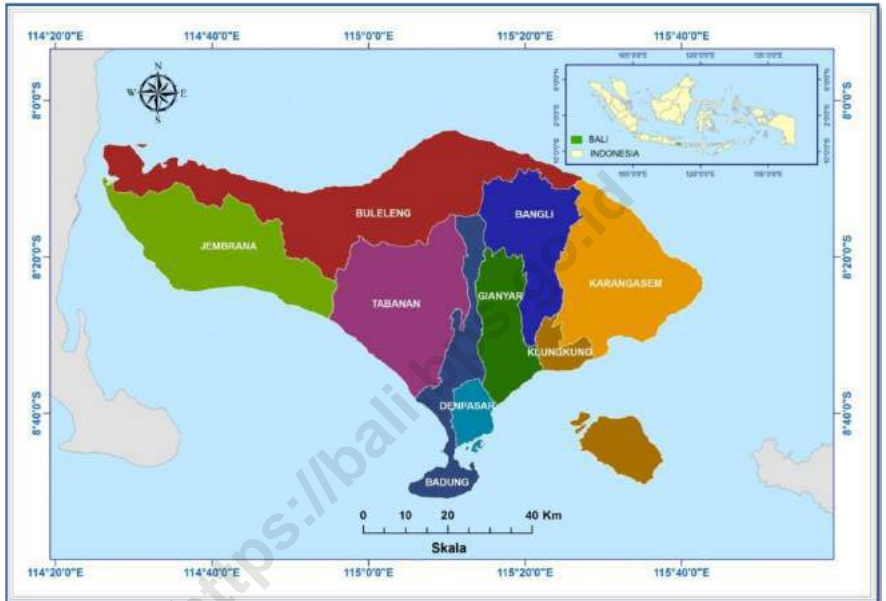 114°20'0"E 114°40'0"E 115°0'0"E 115°20'0"E 115°40'0"E
N
W E
S
8°0'0"S
8°20'0"S
8°40'0"S
BALI
INDONESIA
BULELENG
BANGLI
JEMBRANA
TABANAN
GIANYAR
KARANGASEM
KLUNGKUNG
DENPASAR
BADUNG
0 10 20 40 Km
Skala
8°0'0"S
8°20'0"S
8°40'0"S
114°20'0"E 114°40'0"E 115°0'0"E 115°20'0"E 115°40'0"E
https://bali.bps.go.id